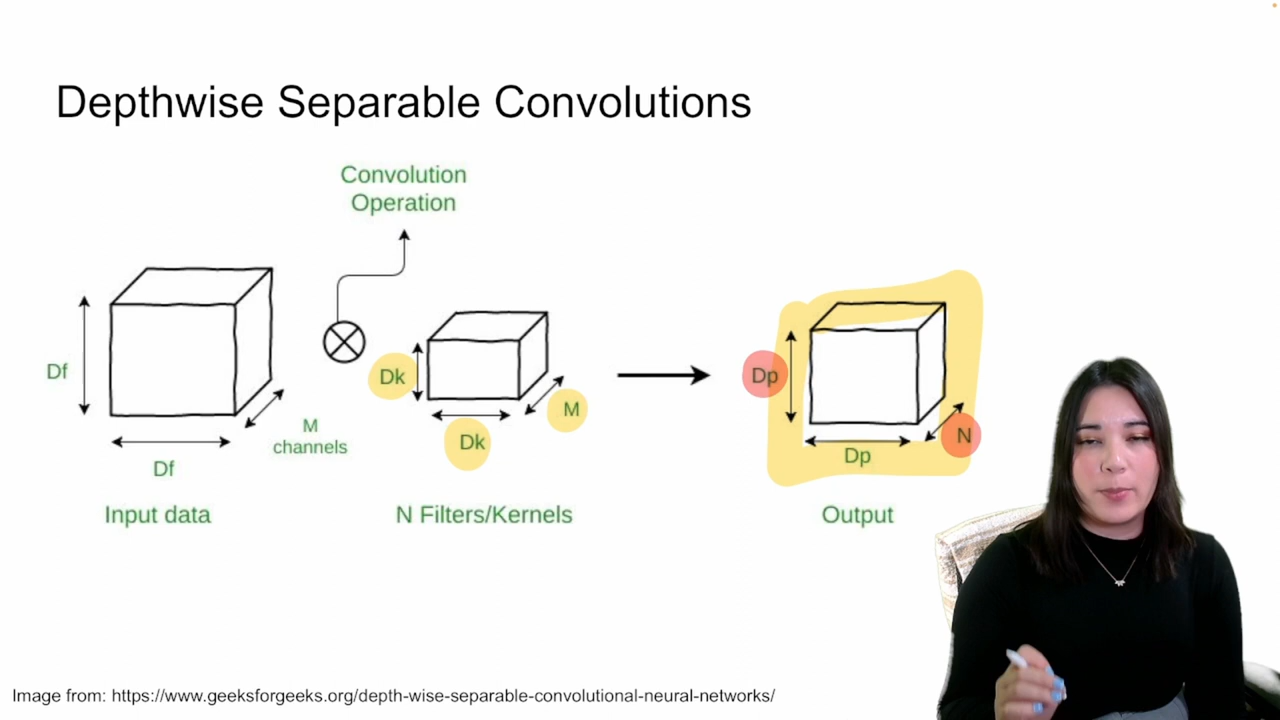 Depthwise Separable Convolutions
Convolution
Operation
Df
Df
M
channels
Input data
Dk
Dk
M
N Filters/Kernels
Dp
Dp
N
Output
Image from: https://www.geeksforgeeks.org/depth-wise-separable-convolutional-neural-networks/